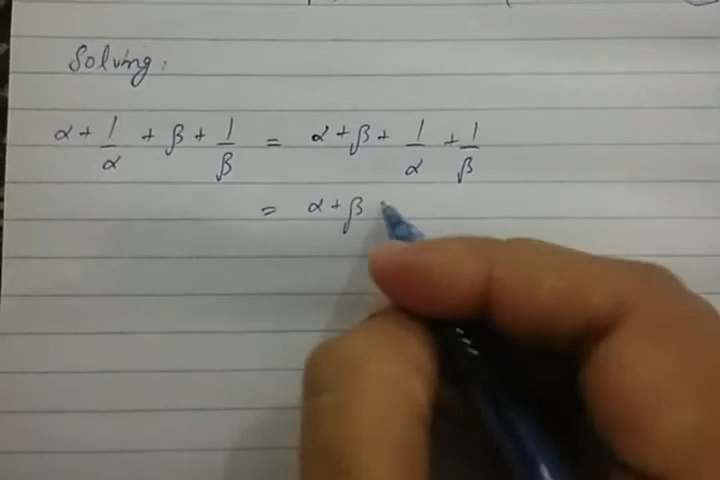 Solving:
α + 1/α + β + 1/β = α + β + 1/α + 1/β
= α + β